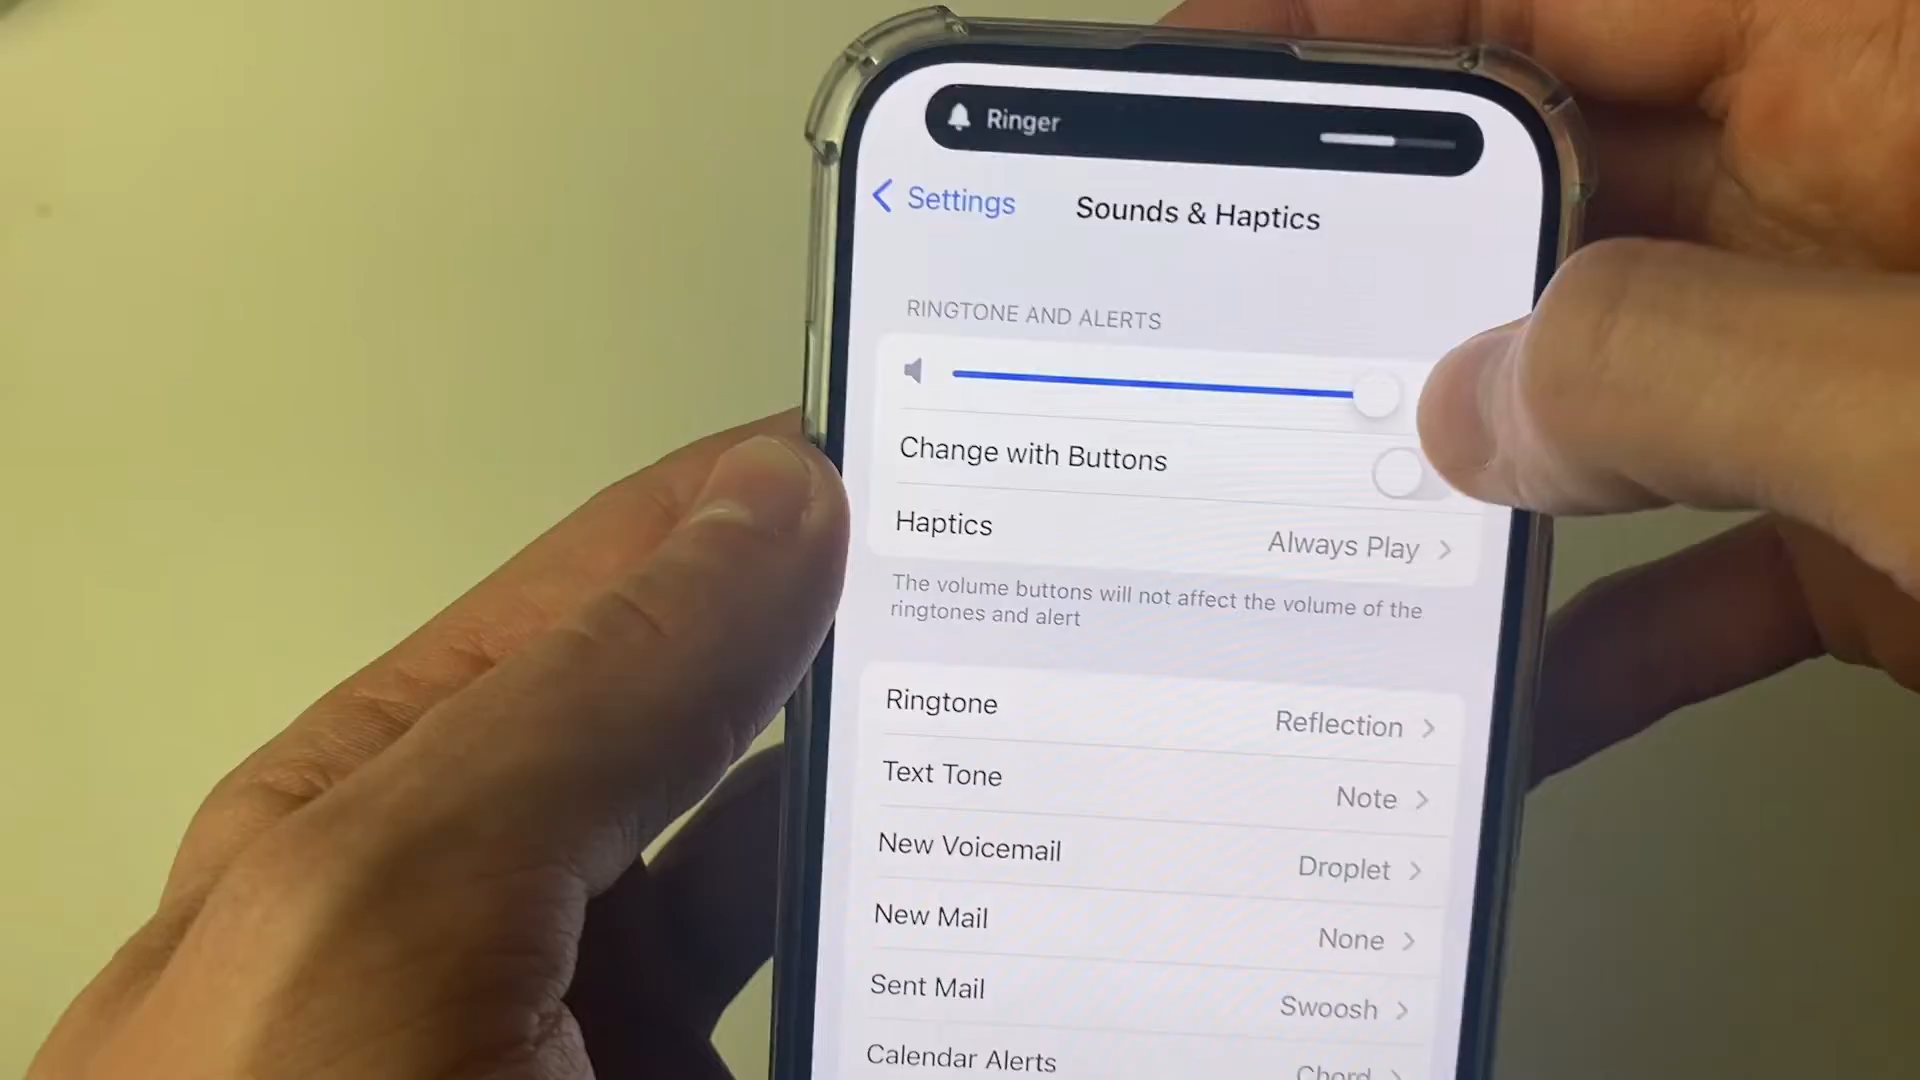 Ringer
Settings
Sounds & Haptics
RINGTONE AND ALERTS
Change with Buttons
Haptics
Always Play
The volume buttons will not affect the volume of the
ringtones and alert
Ringtone
Reflection
Text Tone
Note
New Voicemail
Droplet
New Mail
None
Sent Mail
Swoosh
Calendar Alerts
Chord